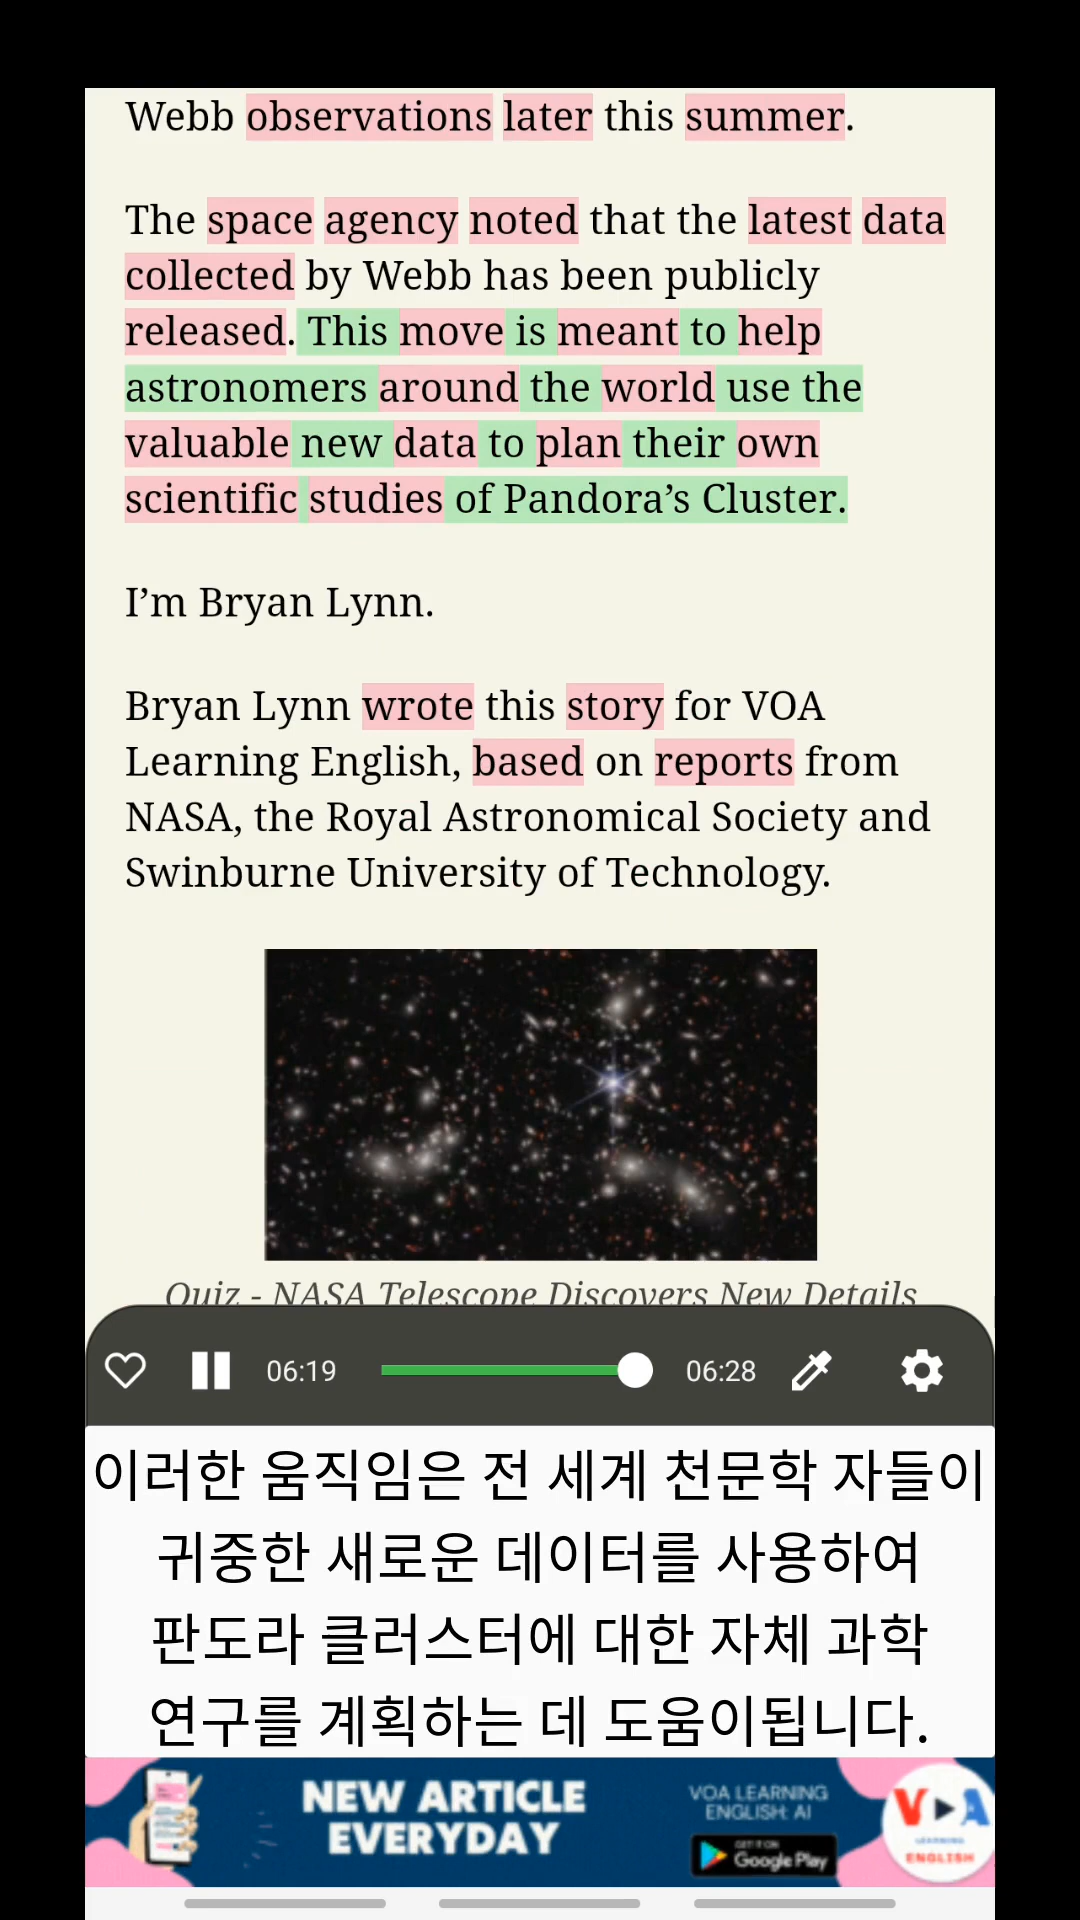 Webb observations later this summer.
The space agency noted that the latest data
collected by Webb has been publicly
released. This move is meant to help
astronomers around the world use the
valuable new data to plan their own
scientific studies of Pandora’s Cluster.
I’m Bryan Lynn.
Bryan Lynn wrote this story for VOA
Learning English, based on reports from
NASA, the Royal Astronomical Society and
Swinburne University of Technology.
Quiz - NASA Telescope Discovers New Details
06:19
06:28
이러한 움직임은 전 세계 천문학 자들이
귀중한 새로운 데이터를 사용하여
판도라 클러스터에 대한 자체 과학
연구를 계획하는 데 도움이됩니다.
NEW ARTICLE
EVERYDAY
VOA LEARNING
ENGLISH: AI
GET IT ON
Google Play
VOA
LEARNING
ENGLISH